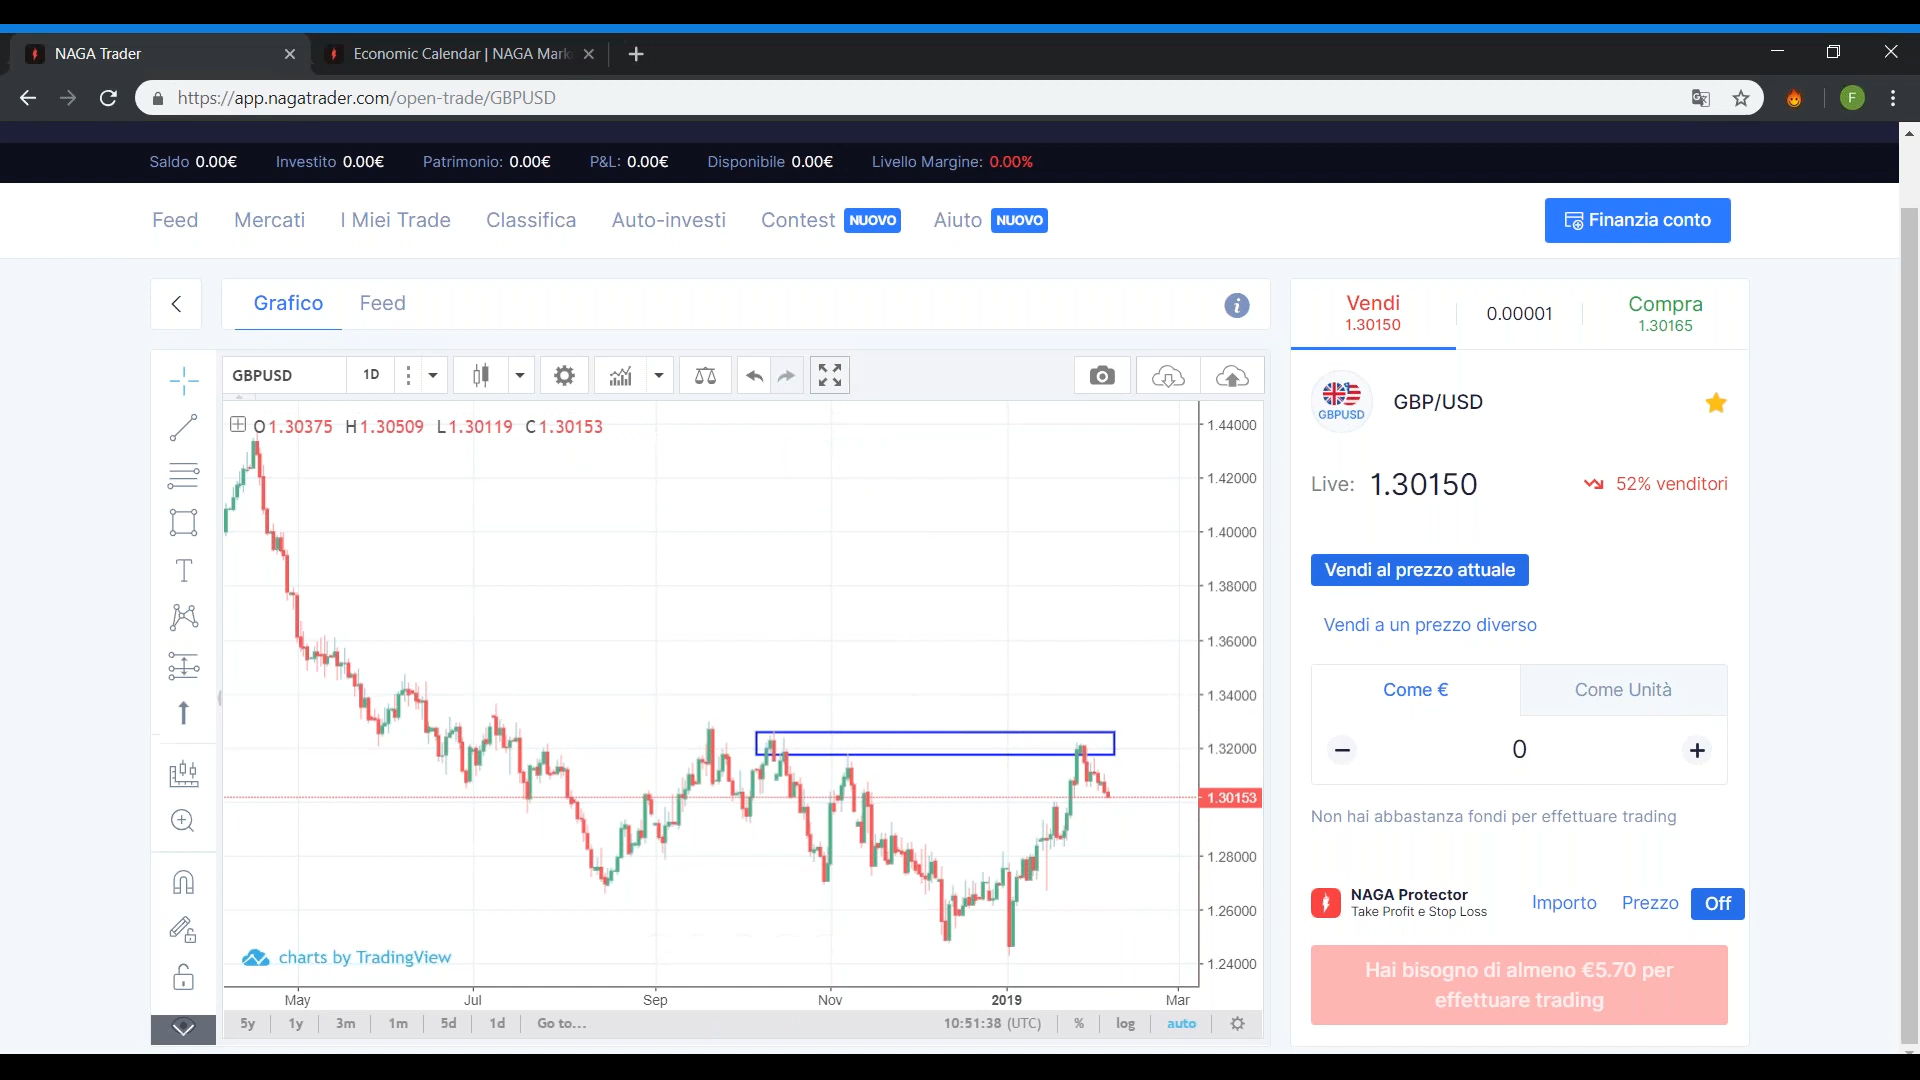 NAGA Trader
Economic Calendar | NAGA Mark
https://app.nagatrader.com/open-trade/GBPUSD
F
Saldo 0.00€ Investito 0.00€ Patrimonio: 0.00€ P&L: 0.00€ Disponibile 0.00€ Livello Margine: 0.00%
Feed Mercati I Miei Trade Classifica Auto-investi Contest NUOVO Aiuto NUOVO
Finanzia conto
Grafico Feed
i
Vendi
1.30150
0.00001
Compra
1.30165
GBPUSD 1D
O1.30375 H1.30509 L1.30119 C1.30153
T
1.44000
1.42000
1.40000
1.38000
1.36000
1.34000
1.32000
1.30153
1.28000
1.26000
1.24000
charts by TradingView
May Jul Sep Nov 2019 Mar
5y 1y 3m 1m 5d 1d Go to...
10:51:38 (UTC) % log auto
GBPUSD
GBP/USD
Live: 1.30150
52% venditori
Vendi al prezzo attuale
Vendi a un prezzo diverso
Come € Come Unità
0
Non hai abbastanza fondi per effettuare trading
NAGA Protector
Take Profit e Stop Loss
Importo Prezzo Off
Hai bisogno di almeno €5.70 per
effettuare trading